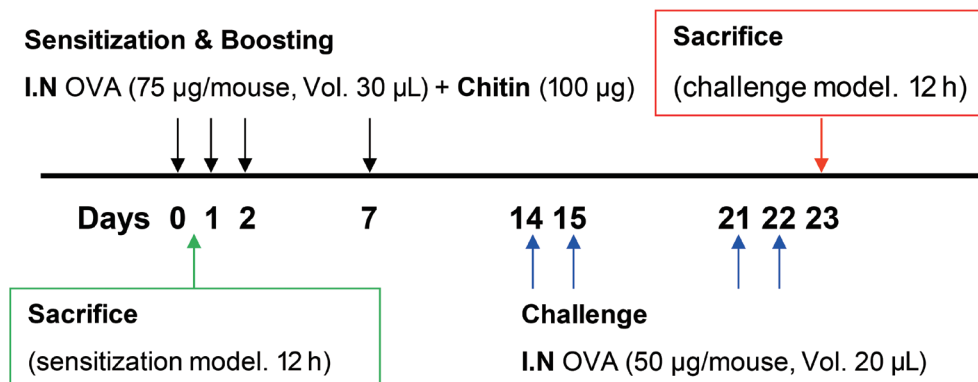 Sensitization & Boosting
I.N OVA (75 µg/mouse, Vol. 30 µL) + Chitin (100 µg)
Sacrifice
(challenge model. 12 h)
Days 0 1 2 7 14 15 21 22 23
Sacrifice
(sensitization model. 12 h)
Challenge
I.N OVA (50 µg/mouse, Vol. 20 µL)